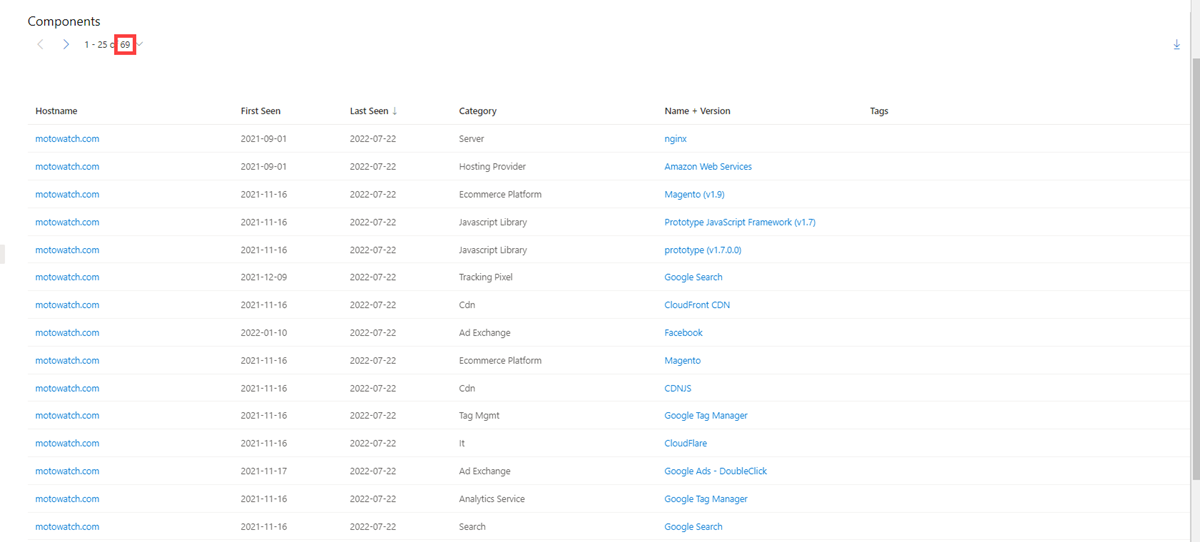 Components
1 - 25 o 69
Hostname First Seen Last Seen ↓ Category Name + Version Tags
motowatch.com 2021-09-01 2022-07-22 Server nginx
motowatch.com 2021-09-01 2022-07-22 Hosting Provider Amazon Web Services
motowatch.com 2021-11-16 2022-07-22 Ecommerce Platform Magento (v1.9)
motowatch.com 2021-11-16 2022-07-22 Javascript Library Prototype JavaScript Framework (v1.7)
motowatch.com 2021-11-16 2022-07-22 Javascript Library prototype (v1.7.0.0)
motowatch.com 2021-12-09 2022-07-22 Tracking Pixel Google Search
motowatch.com 2021-11-16 2022-07-22 Cdn CloudFront CDN
motowatch.com 2022-01-10 2022-07-22 Ad Exchange Facebook
motowatch.com 2021-11-16 2022-07-22 Ecommerce Platform Magento
motowatch.com 2021-11-16 2022-07-22 Cdn CDNJS
motowatch.com 2021-11-16 2022-07-22 Tag Mgmt Google Tag Manager
motowatch.com 2021-11-16 2022-07-22 It CloudFlare
motowatch.com 2021-11-17 2022-07-22 Ad Exchange Google Ads - DoubleClick
motowatch.com 2021-11-16 2022-07-22 Analytics Service Google Tag Manager
motowatch.com 2021-11-16 2022-07-22 Search Google Search